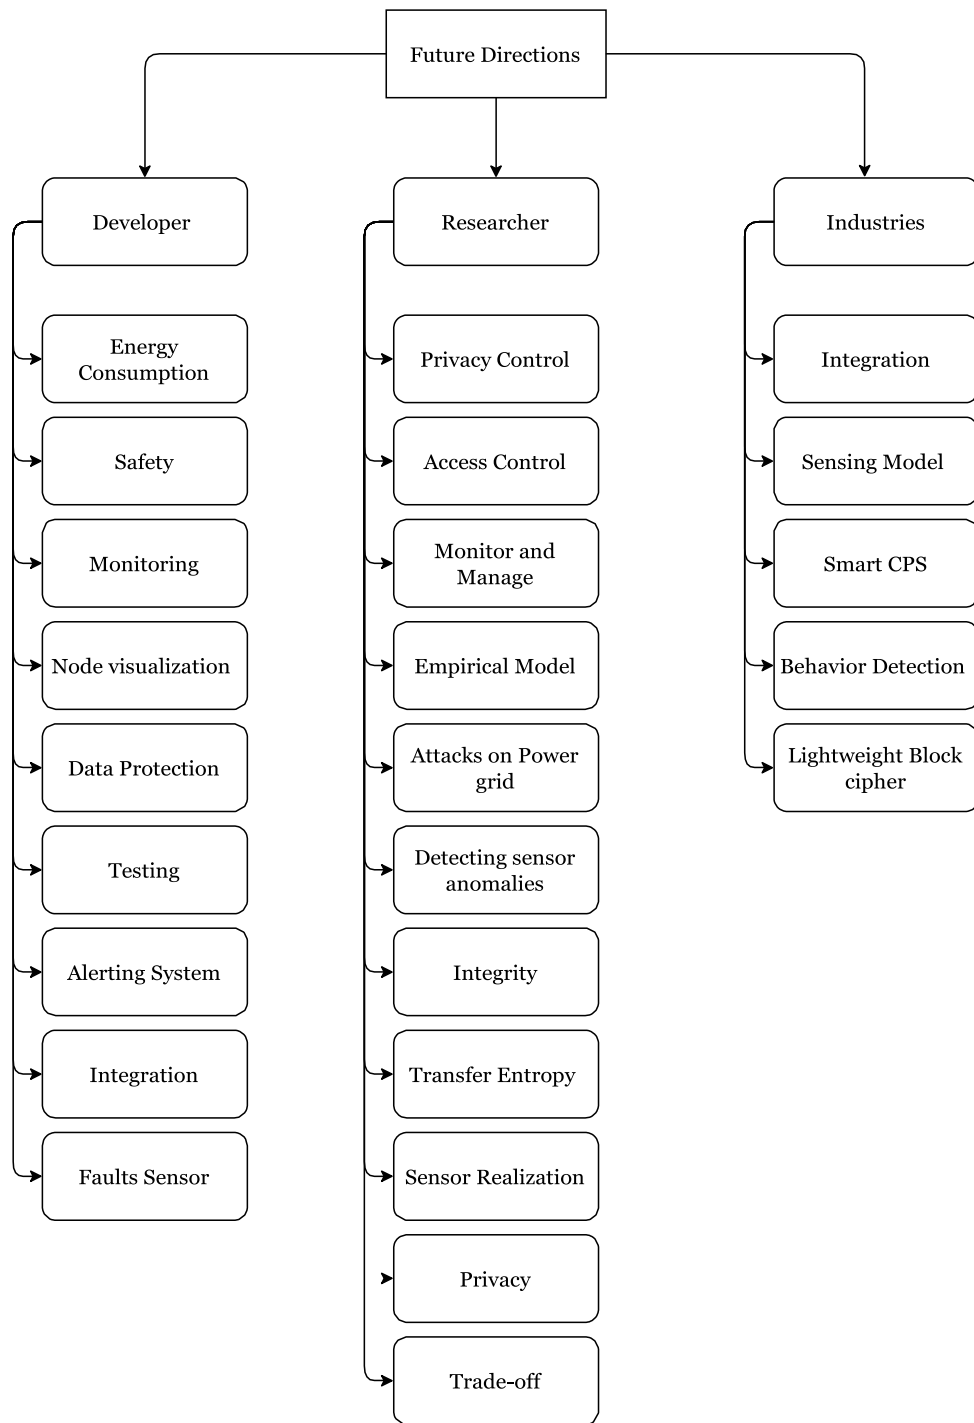 Future Directions
Developer
Energy
Consumption
Safety
Monitoring
Node visualization
Data Protection
Testing
Alerting System
Integration
Faults Sensor
Researcher
Privacy Control
Access Control
Monitor and
Manage
Empirical Model
Attacks on Power
grid
Detecting sensor
anomalies
Integrity
Transfer Entropy
Sensor Realization
Privacy
Trade-off
Industries
Integration
Sensing Model
Smart CPS
Behavior Detection
Lightweight Block
cipher